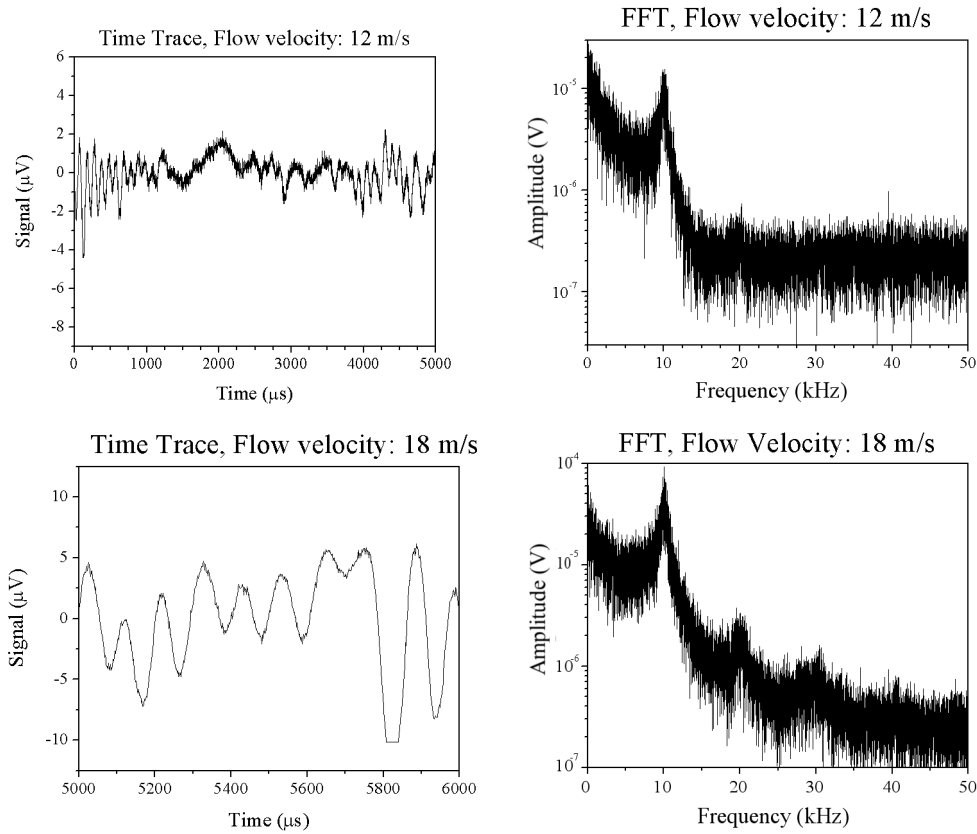 Time Trace, Flow velocity: 12 m/s
Signal (μV)
6
4
2
0
-2
-4
-6
-8
0 1000 2000 3000 4000 5000
Time (μs)
FFT, Flow velocity: 12 m/s
Amplitude (V)
10-5
10-6
10-7
0 10 20 30 40 50
Frequency (kHz)
Time Trace, Flow velocity: 18 m/s
Signal (μV)
10
5
0
-5
-10
5000 5200 5400 5600 5800 6000
Time (μs)
FFT, Flow Velocity: 18 m/s
Amplitude (V)
10-4
10-5
10-6
10-7
0 10 20 30 40 50
Frequency (kHz)